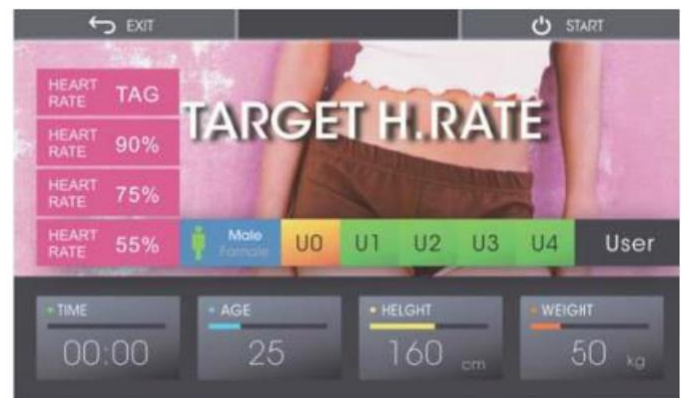 EXIT
START
HEART RATE TAG
TARGET H.RATE
HEART RATE 90%
HEART RATE 75%
HEART RATE 55%
Male
Female
U0 U1 U2 U3 U4 User
TIME
00:00
AGE
25
HELGHT
160 cm
WEIGHT
50 kg